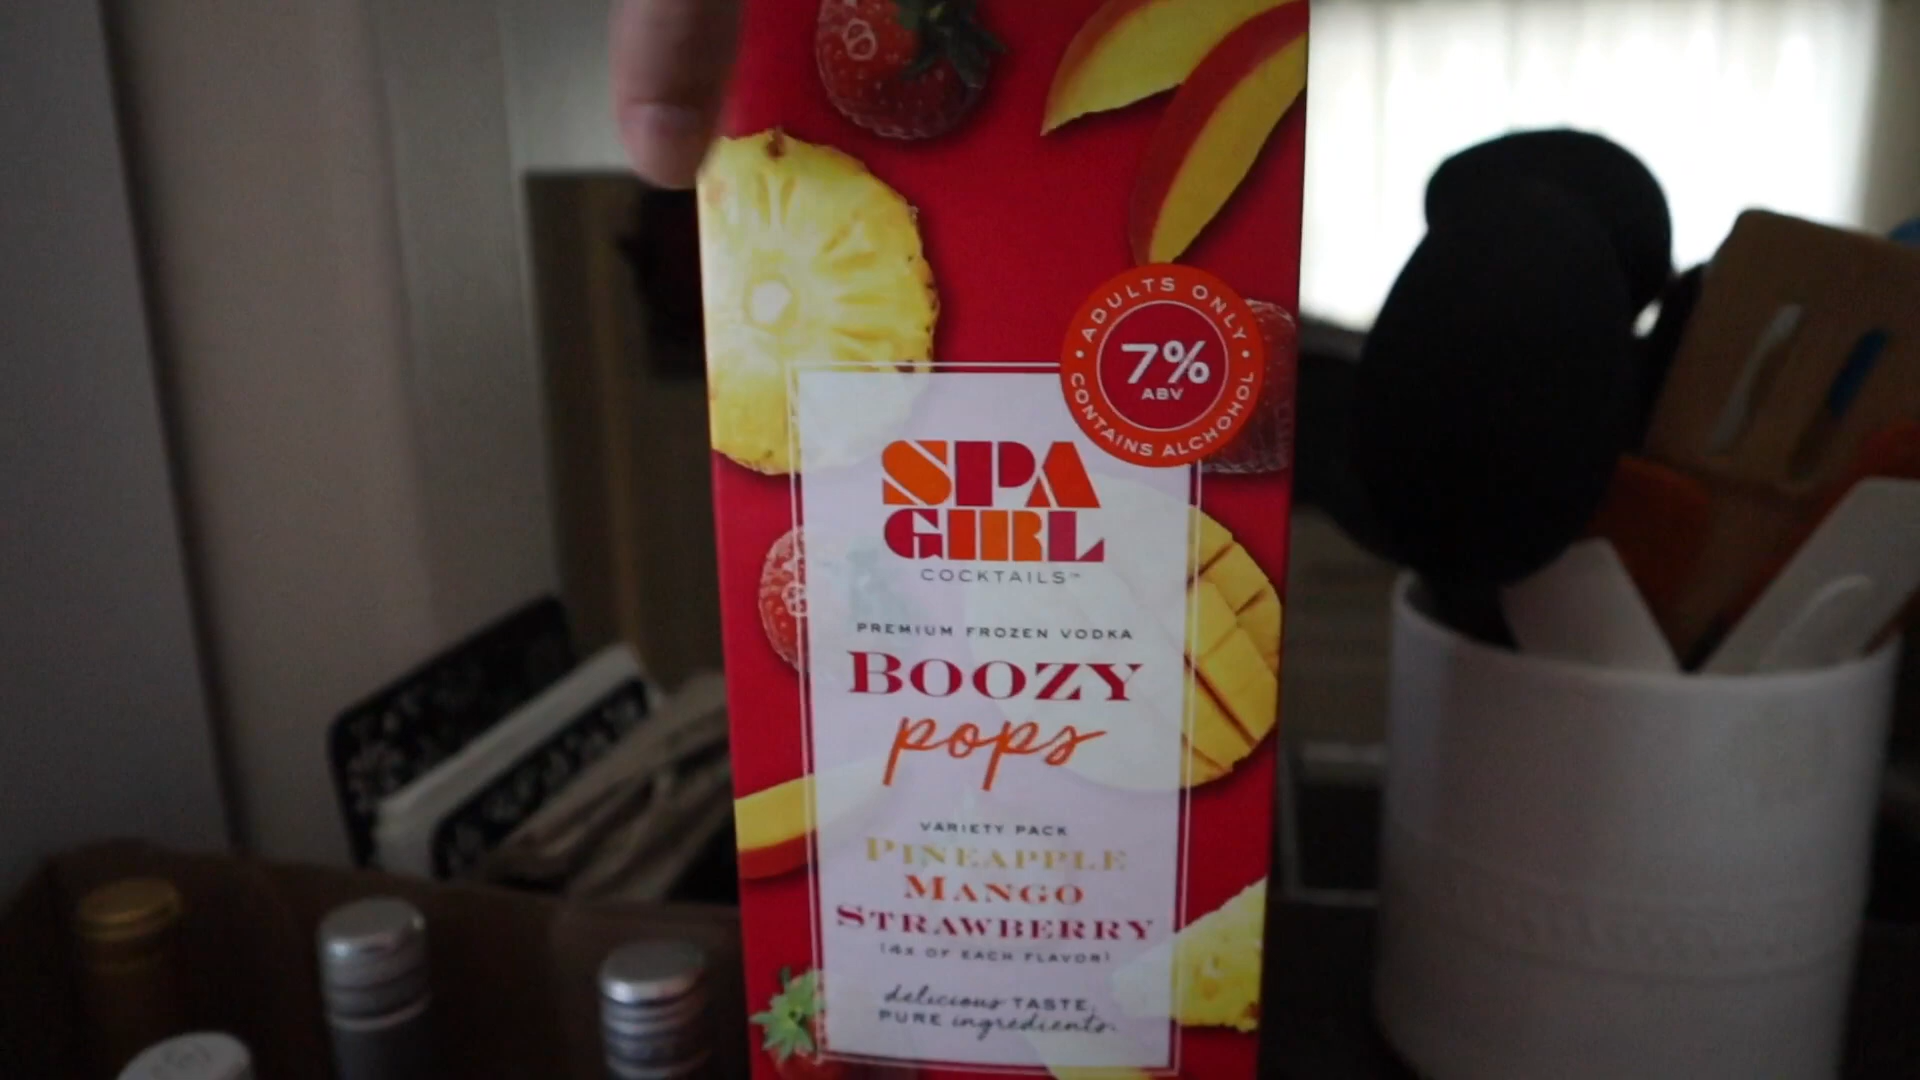 ADULTS ONLY
7%
ABV
CONTAINS ALCHOHOL
SPA
GIRL
COCKTAILS™
PREMIUM FROZEN VODKA
BOOZY
pops
VARIETY PACK
PINEAPPLE
MANGO
STRAWBERRY
(4x OF EACH FLAVOR)
delicious TASTE,
PURE ingredients.